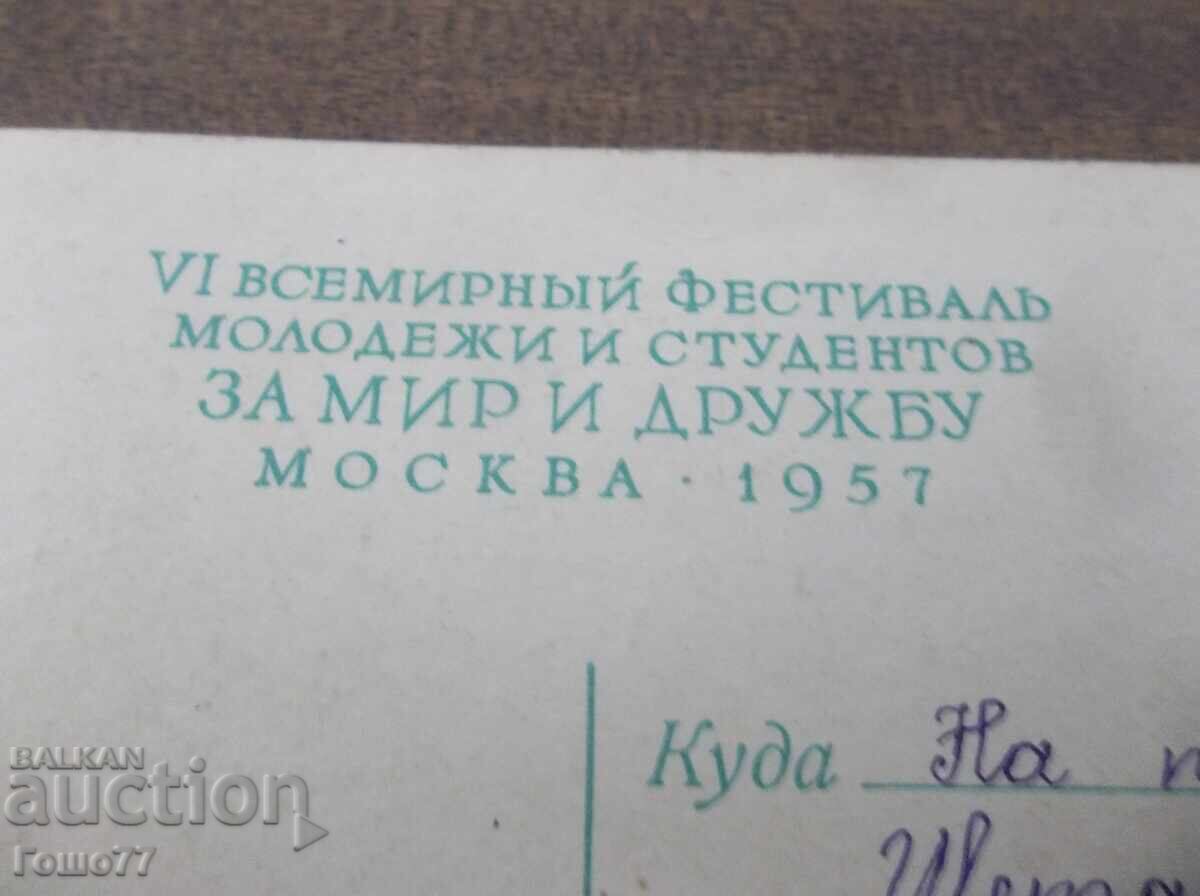 VI ВСЕМИРНЫЙ ФЕСТИВАЛЬ
МОЛОДЕЖИ И СТУДЕНТОВ
ЗА МИР И ДРУЖБУ
МОСКВА · 1957
Куда На
BALKAN
auction
Гошо77